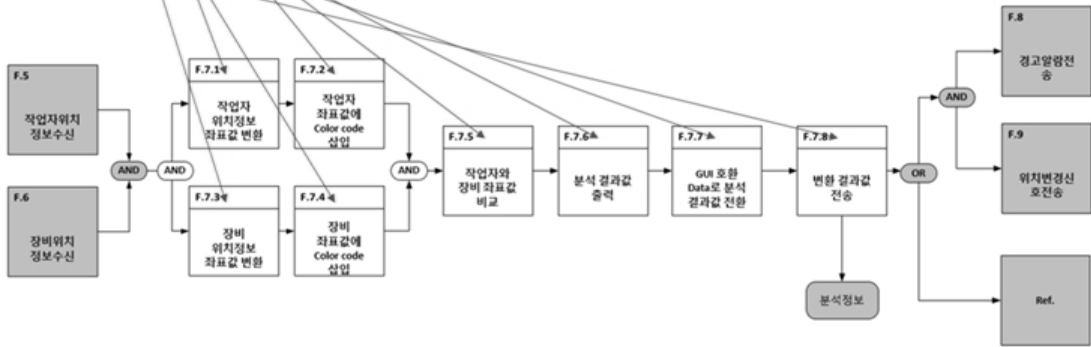 F.5
작업자위치
정보수신
F.6
장비위치
정보수신
AND
AND
F.7.1
작업자
위치정보
좌표값 변환
F.7.2
작업자
좌표값에
Color code
삽입
F.7.3
장비
위치정보
좌표값 변환
F.7.4
장비
좌표값에
Color code
삽입
AND
F.7.5
작업자와
장비 좌표값
비교
F.7.6
분석 결과값
출력
F.7.7
GUI 호환
Data로 분석
결과값 전환
F.7.8
변환 결과값
전송
분석정보
OR
AND
F.8
경고알람전
송
F.9
위치변경신
호전송
Ref.